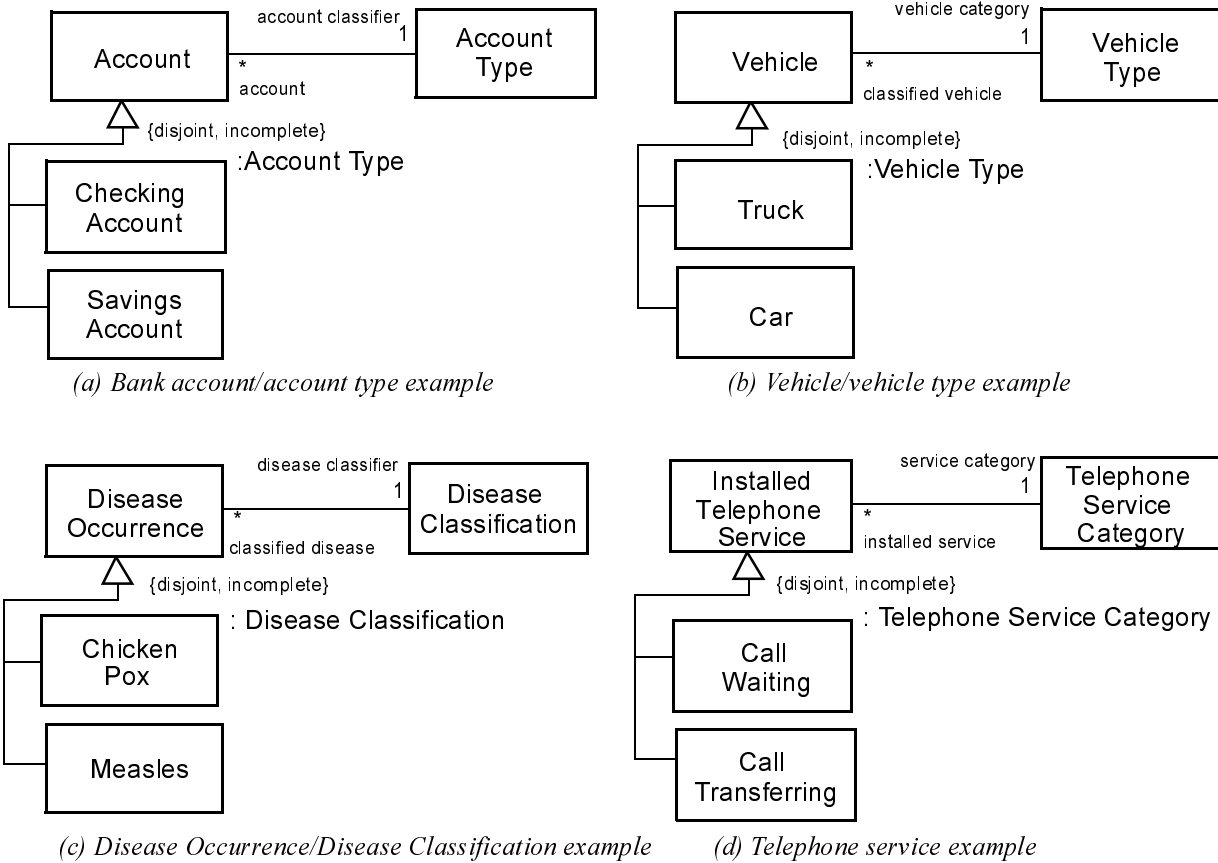 account classifier
1
Account
Account
Type
*
account
{disjoint, incomplete}
:Account Type
Checking
Account
Savings
Account
(a) Bank account/account type example
vehicle category
1
Vehicle
Vehicle
Type
*
classified vehicle
{disjoint, incomplete}
:Vehicle Type
Truck
Car
(b) Vehicle/vehicle type example
disease classifier
1
Disease
Occurrence
Disease
Classification
*
classified disease
{disjoint, incomplete}
: Disease Classification
Chicken
Pox
Measles
(c) Disease Occurrence/Disease Classification example
service category
1
Installed
Telephone
Service
Telephone
Service
Category
*
installed service
{disjoint, incomplete}
: Telephone Service Category
Call
Waiting
Call
Transferring
(d) Telephone service example